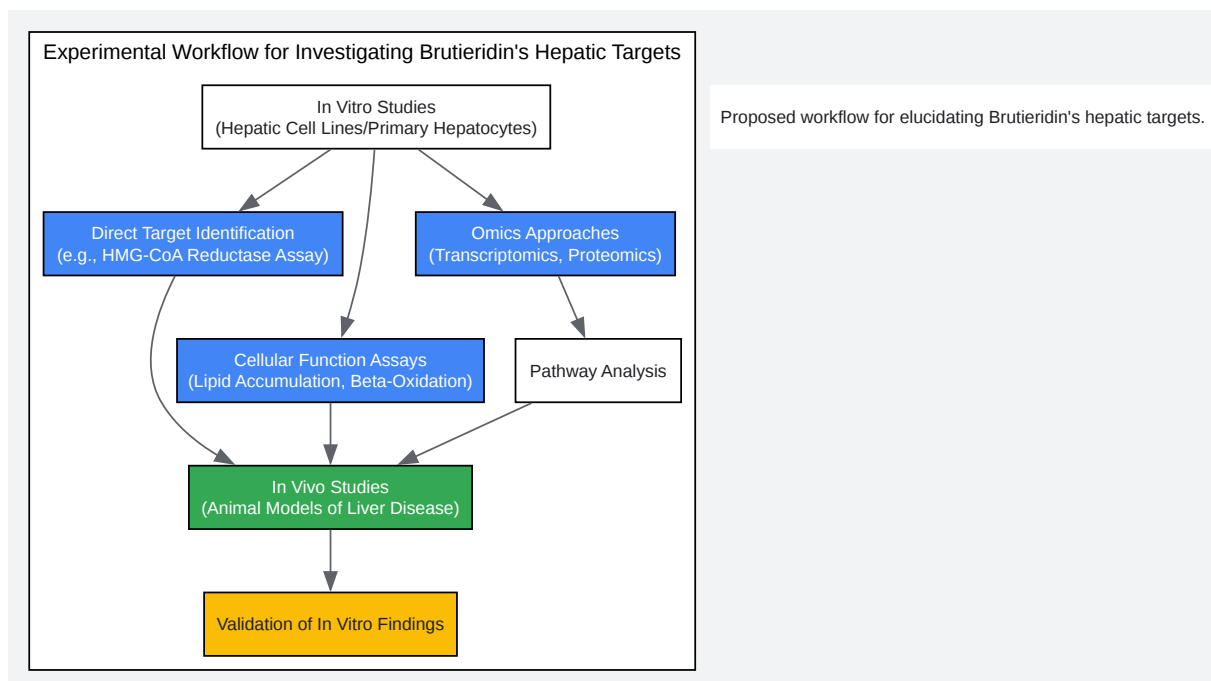 Experimental Workflow for Investigating Brutieridin's Hepatic Targets
In Vitro Studies
(Hepatic Cell Lines/Primary Hepatocytes)
Proposed workflow for elucidating Brutieridin's hepatic targets.
Direct Target Identification
(e.g., HMG-CoA Reductase Assay)
Omics Approaches
(Transcriptomics, Proteomics)
Cellular Function Assays
(Lipid Accumulation, Beta-Oxidation)
Pathway Analysis
In Vivo Studies
(Animal Models of Liver Disease)
Validation of In Vitro Findings